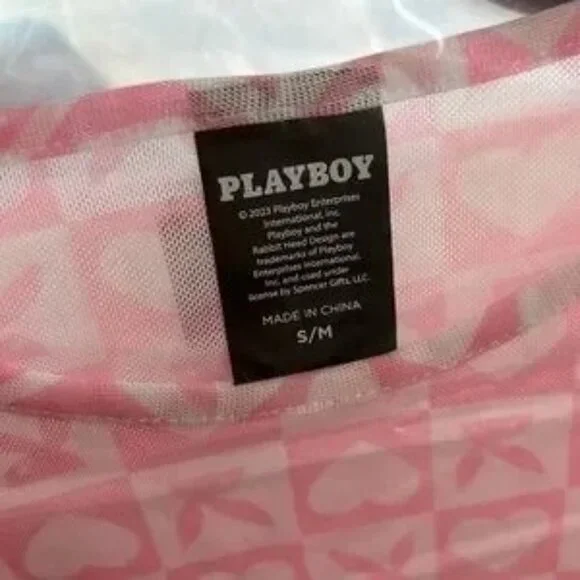 PLAYBOY
© 2023 Playboy Enterprises
International, Inc.
Playboy and the
Rabbit Head Design are
trademarks of Playboy
Enterprises International,
Inc. and used under
license by Spencer Gifts, LLC.
MADE IN CHINA
S/M